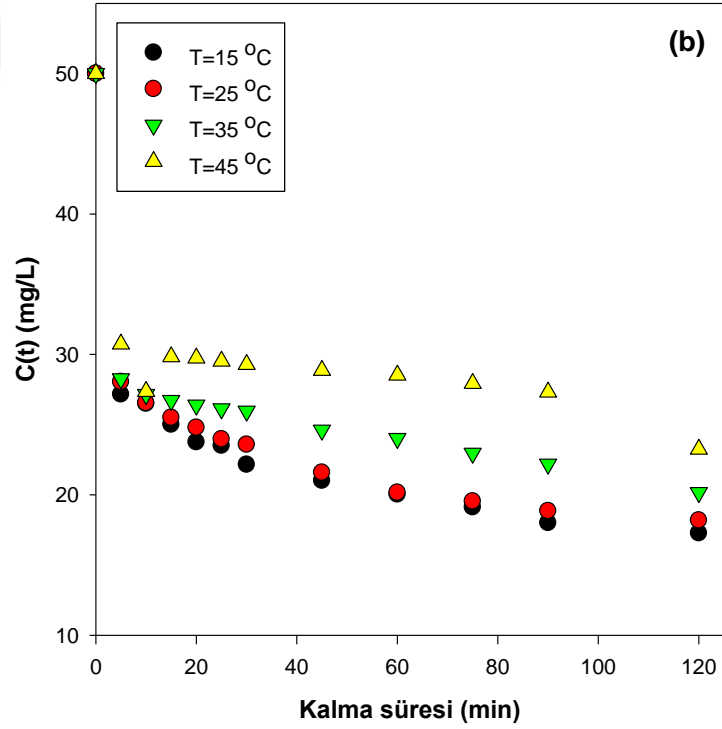 (b)
T=15 °C
T=25 °C
T=35 °C
T=45 °C
50
40
30
20
10
C(t) (mg/L)
0 20 40 60 80 100 120
Kalma süresi (min)